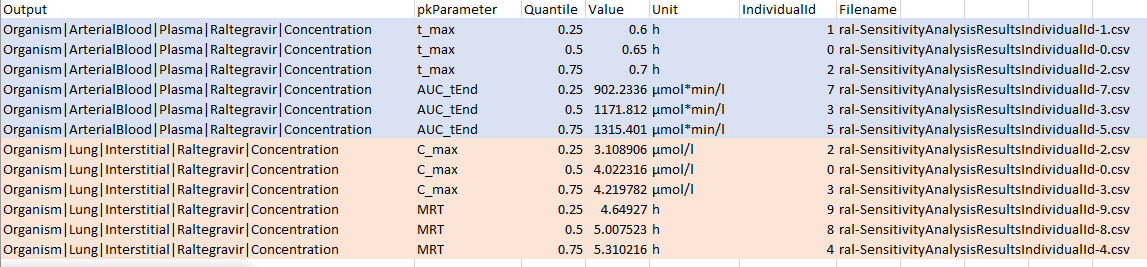 Output pkParameter Quantile Value Unit IndividualId Filename
Organism|ArterialBlood|Plasma|Raltegravir|Concentration t_max 0.25 0.6 h 1 ral-SensitivityAnalysisResultsIndividualId-1.csv
Organism|ArterialBlood|Plasma|Raltegravir|Concentration t_max 0.5 0.65 h 0 ral-SensitivityAnalysisResultsIndividualId-0.csv
Organism|ArterialBlood|Plasma|Raltegravir|Concentration t_max 0.75 0.7 h 2 ral-SensitivityAnalysisResultsIndividualId-2.csv
Organism|ArterialBlood|Plasma|Raltegravir|Concentration AUC_tEnd 0.25 902.2336 µmol*min/l 7 ral-SensitivityAnalysisResultsIndividualId-7.csv
Organism|ArterialBlood|Plasma|Raltegravir|Concentration AUC_tEnd 0.5 1171.812 µmol*min/l 3 ral-SensitivityAnalysisResultsIndividualId-3.csv
Organism|ArterialBlood|Plasma|Raltegravir|Concentration AUC_tEnd 0.75 1315.401 µmol*min/l 5 ral-SensitivityAnalysisResultsIndividualId-5.csv
Organism|Lung|Interstitial|Raltegravir|Concentration C_max 0.25 3.108906 µmol/l 2 ral-SensitivityAnalysisResultsIndividualId-2.csv
Organism|Lung|Interstitial|Raltegravir|Concentration C_max 0.5 4.022316 µmol/l 0 ral-SensitivityAnalysisResultsIndividualId-0.csv
Organism|Lung|Interstitial|Raltegravir|Concentration C_max 0.75 4.219782 µmol/l 3 ral-SensitivityAnalysisResultsIndividualId-3.csv
Organism|Lung|Interstitial|Raltegravir|Concentration MRT 0.25 4.64927 h 9 ral-SensitivityAnalysisResultsIndividualId-9.csv
Organism|Lung|Interstitial|Raltegravir|Concentration MRT 0.5 5.007523 h 8 ral-SensitivityAnalysisResultsIndividualId-8.csv
Organism|Lung|Interstitial|Raltegravir|Concentration MRT 0.75 5.310216 h 4 ral-SensitivityAnalysisResultsIndividualId-4.csv